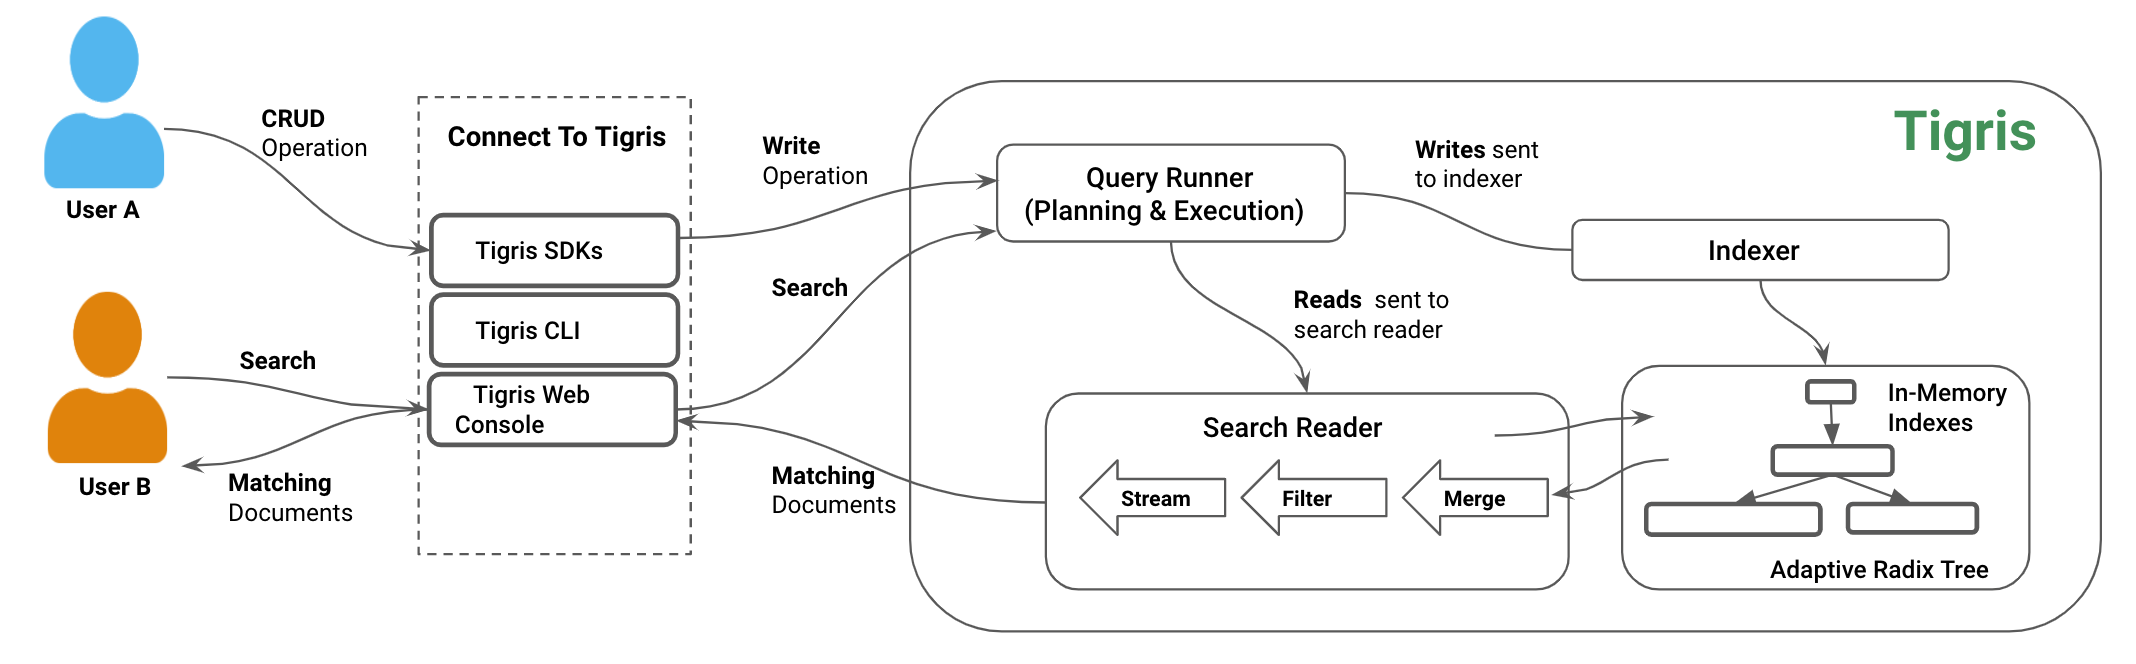 CRUD
Operation
User A
Search
User B
Matching
Documents
Connect To Tigris
Tigris SDKs
Tigris CLI
Tigris Web
Console
Write
Operation
Search
Matching
Documents
Tigris
Query Runner
(Planning & Execution)
Writes sent
to indexer
Indexer
Reads sent to
search reader
Search Reader
Stream
Filter
Merge
In-Memory
Indexes
Adaptive Radix Tree